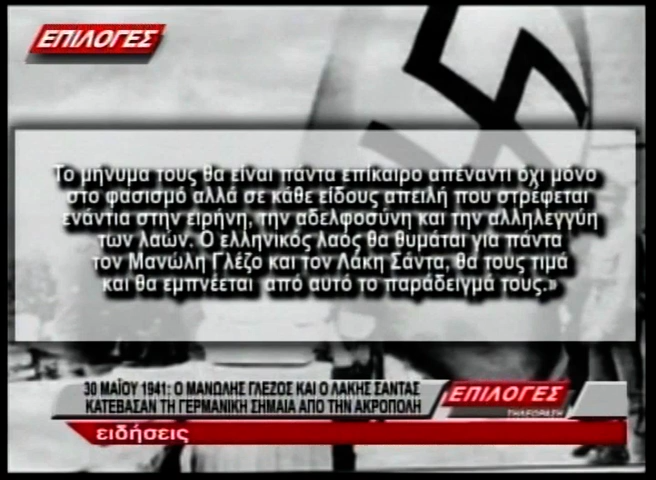 ΕΠΙΛΟΓΕΣ
Το μήνυμα τους θα είναι πάντα επίκαιρο απέναντι όχι μόνο
στο φασισμό αλλά σε κάθε είδους απειλή που στρέφεται
ενάντια στην ειρήνη, την αδελφοσύνη και την αλληλεγγύη
των λαών. Ο ελληνικός λαός θα θυμάται για πάντα
τον Μανώλη Γλέζο και τον Λάκη Σάντα, θα τους τιμά
και θα εμπνέεται από αυτό το παράδειγμά τους.»
30 ΜΑΪΟΥ 1941: Ο ΜΑΝΩΛΗΣ ΓΛΕΖΟΣ ΚΑΙ Ο ΛΑΚΗΣ ΣΑΝΤΑΣ
ΚΑΤΕΒΑΣΑΝ ΤΗ ΓΕΡΜΑΝΙΚΗ ΣΗΜΑΙΑ ΑΠΟ ΤΗΝ ΑΚΡΟΠΟΛΗ
ΕΠΙΛΟΓΕΣ
ΤΗΛΕΟΡΑΣΗ
ειδήσεις